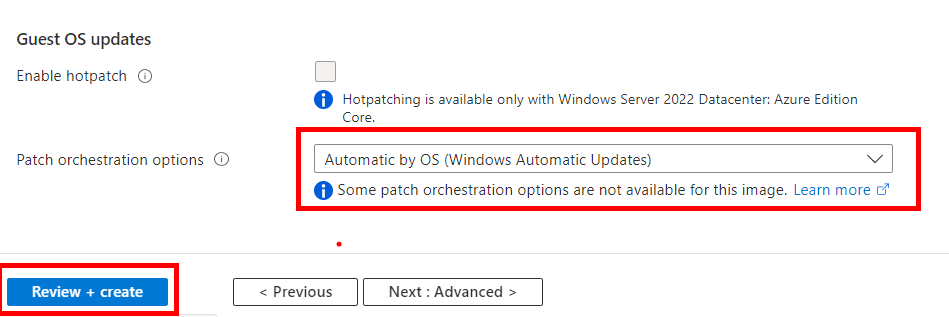 Guest OS updates
Enable hotpatch
Hotpatching is available only with Windows Server 2022 Datacenter: Azure Edition
Core.
Patch orchestration options
Automatic by OS (Windows Automatic Updates)
Some patch orchestration options are not available for this image. Learn more
Review + create
< Previous
Next : Advanced >